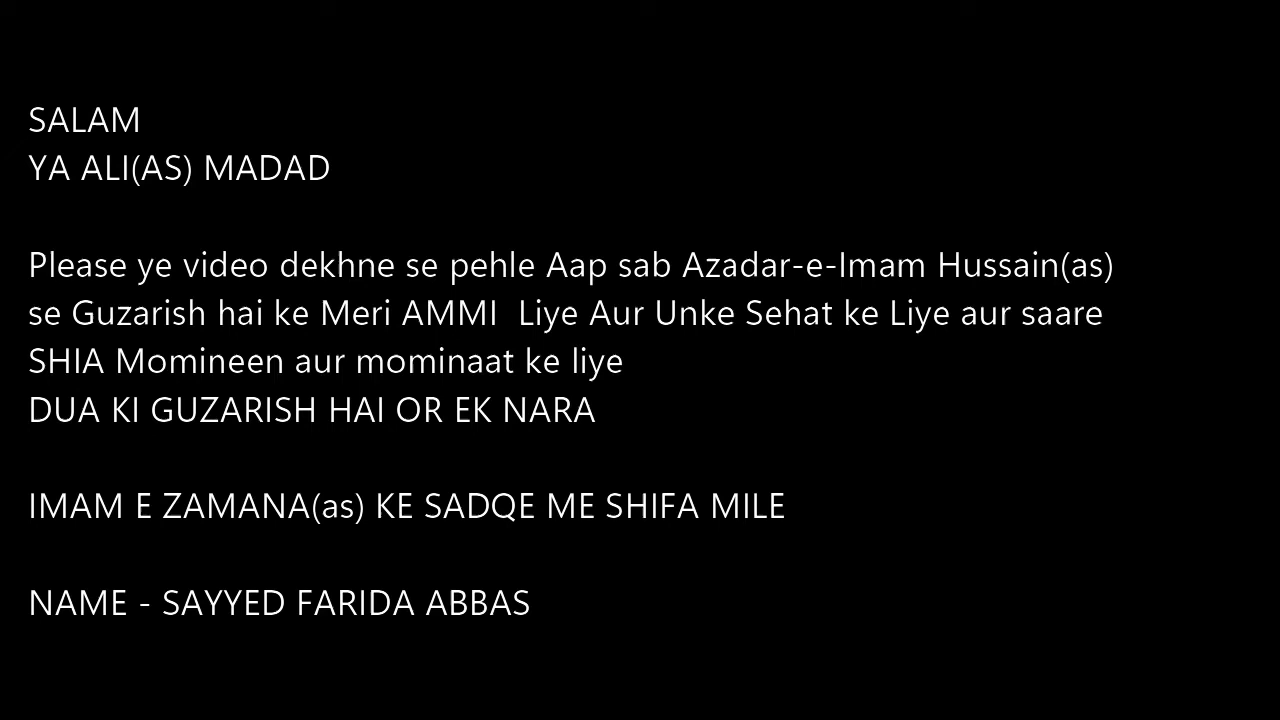 SALAM
YA ALI(AS) MADAD
Please ye video dekhne se pehle Aap sab Azadar-e-Imam Hussain(as)
se Guzarish hai ke Meri AMMI  Liye Aur Unke Sehat ke Liye aur saare
SHIA Momineen aur mominaat ke liye
DUA KI GUZARISH HAI OR EK NARA
IMAM E ZAMANA(as) KE SADQE ME SHIFA MILE
NAME - SAYYED FARIDA ABBAS